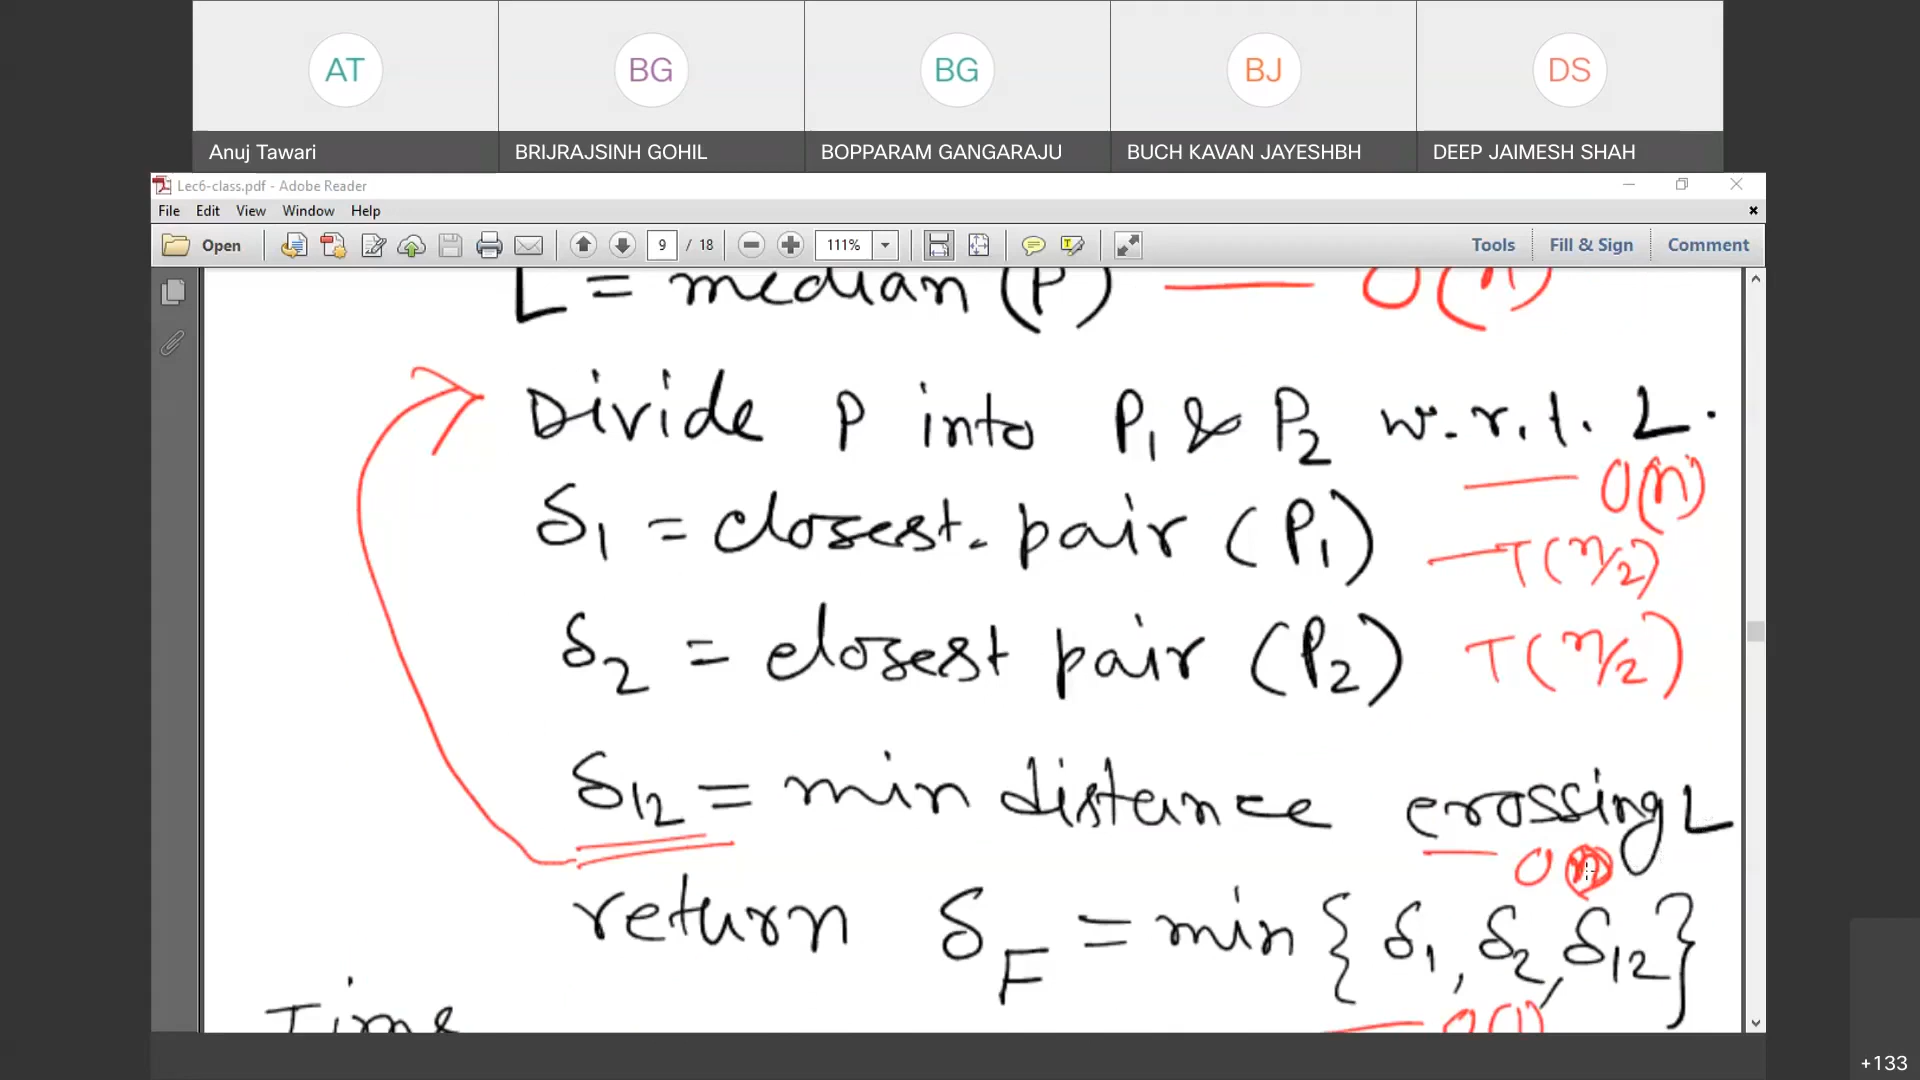 AT BG BG BJ DS
Anuj Tawari BRIJRAJSINH GOHIL BOPPARAM GANGARAJU BUCH KAVAN JAYESHBH DEEP JAIMESH SHAH
Lec6-class.pdf - Adobe Reader
File Edit View Window Help
Open 9 / 18 111% Tools Fill & Sign Comment
L = median (P) — O(n)
Divide P into P1 & P2 w.r.t. L.
— O(n)
δ1 = closest-pair (P1) — T(n/2)
δ2 = closest pair (P2) T(n/2)
δ12 = min distance crossing L
— O
return δF = min { δ1, δ2, δ12 }
— O(1)
Time
+133